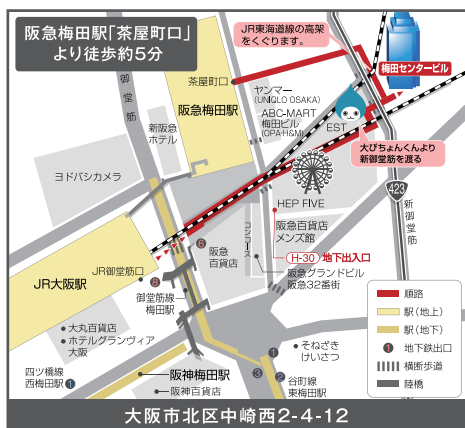 阪急梅田駅「茶屋町口」
より徒歩約5分
JR東海道線の高架
をくぐります。
梅田センタービル
茶屋町口
御堂筋
阪急梅田駅
ヤンマー
(UNIQLO OSAKA)
ABC-MART
梅田ビル
(OPA・H&M)
EST
新阪急
ホテル
大びちょんくんより
新御堂筋を渡る
ヨドバシカメラ
HEP FIVE
423
新御堂筋
阪急百貨店
メンズ館
コンコース
H-30 地下出入口
6
阪急
百貨店
阪急グランドビル
阪急32番街
JR御堂筋口
JR大阪駅
8
御堂筋線
梅田駅
大丸百貨店
ホテルグランヴィア
大阪
四ツ橋線
西梅田駅
1
阪神梅田駅
阪神百貨店
1
そねざき
けいさつ
3
2
谷町線
東梅田駅
順路
駅(地上)
駅(地下)
1
地下鉄出口
横断歩道
陸橋
大阪市北区中崎西2-4-12